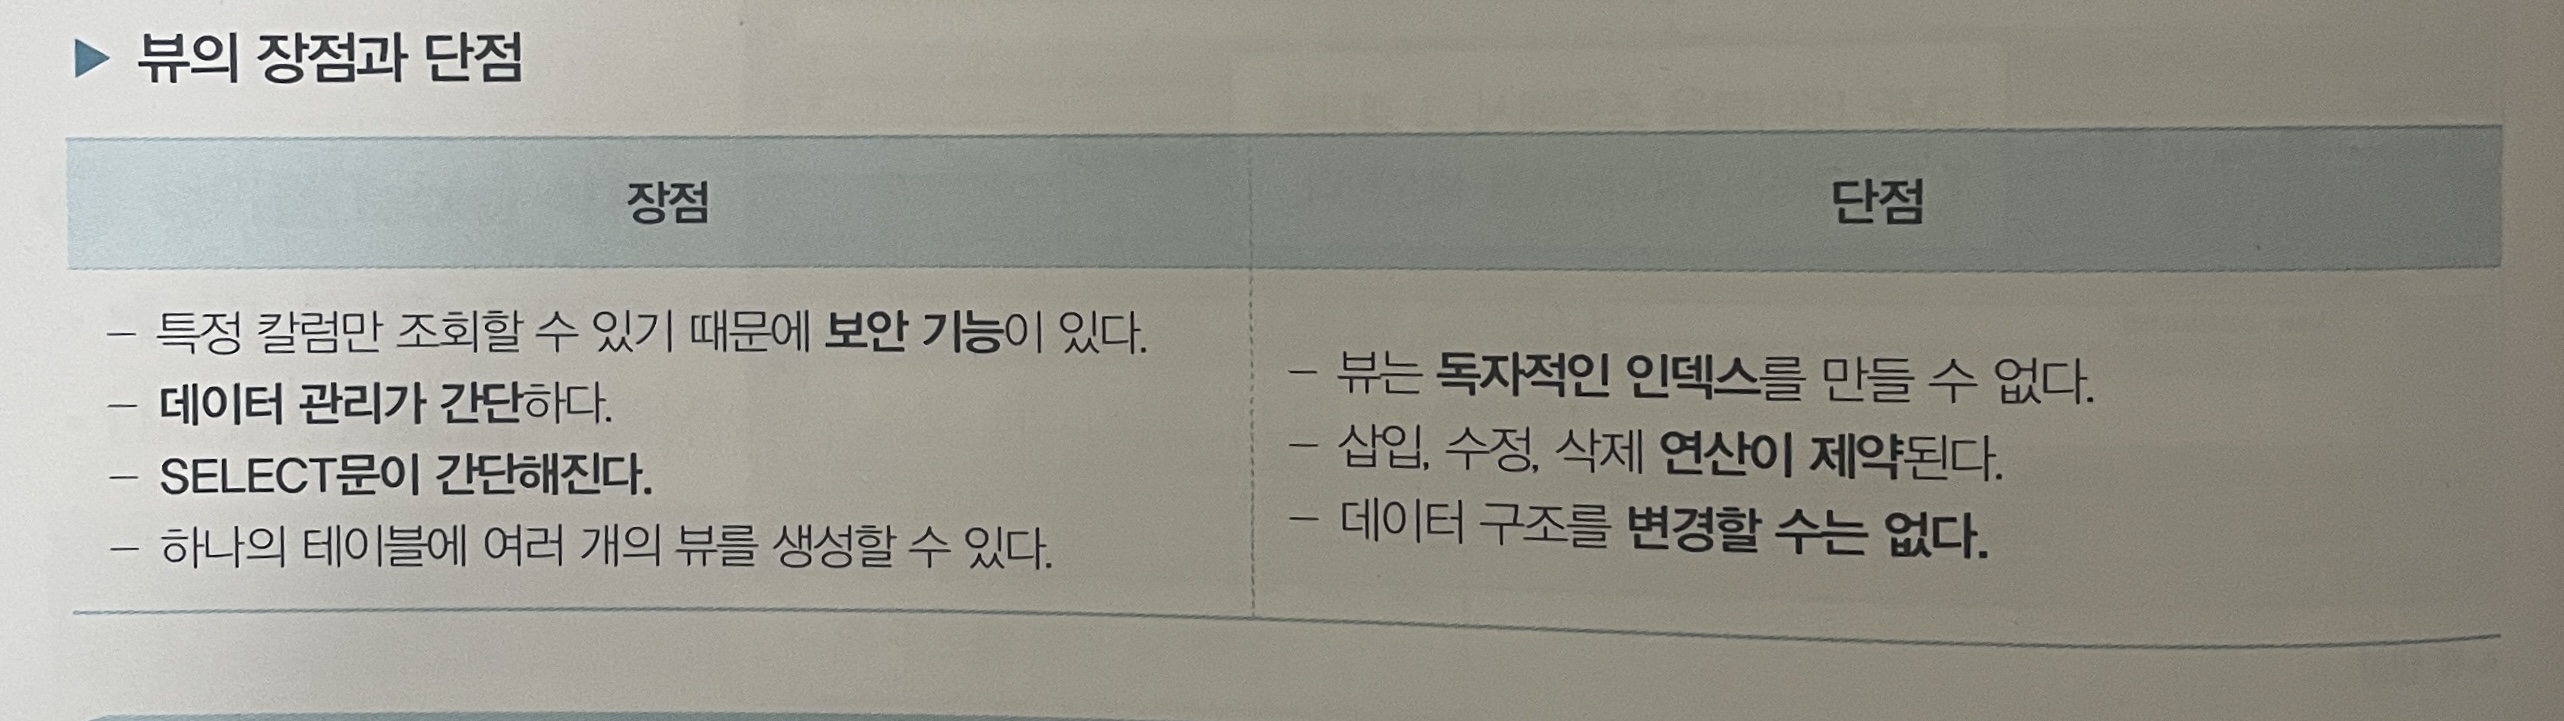 ▶ 뷰의 장점과 단점
장점
단점
– 특정 칼럼만 조회할 수 있기 때문에 보안 기능이 있다.
– 데이터 관리가 간단하다.
– SELECT문이 간단해진다.
– 하나의 테이블에 여러 개의 뷰를 생성할 수 있다.
– 뷰는 독자적인 인덱스를 만들 수 없다.
– 삽입, 수정, 삭제 연산이 제약된다.
– 데이터 구조를 변경할 수는 없다.